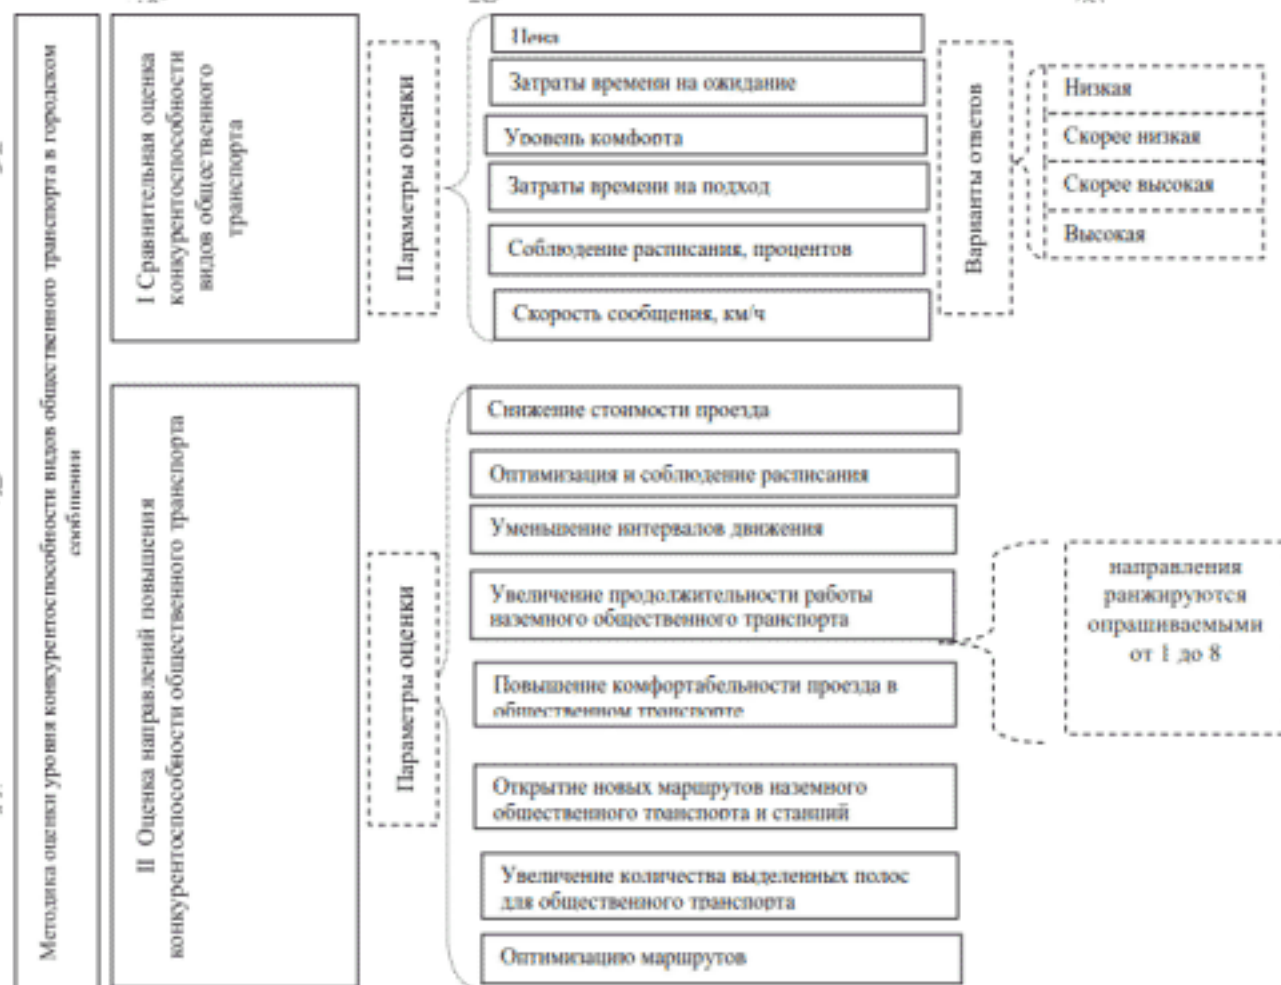 Методика оценки уровня конкурентоспособности видов общественного транспорта в городском
сообщении
I Сравнительная оценка
конкурентоспособности
видов общественного
транспорта
Параметры оценки
Цена
Затраты времени на ожидание
Уровень комфорта
Затраты времени на подход
Соблюдение расписания, процентов
Скорость сообщения, км/ч
Варианты ответов
Низкая
Скорее низкая
Скорее высокая
Высокая
II Оценка направлений повышения
конкурентоспособности общественного транспорта
Параметры оценки
Снижение стоимости проезда
Оптимизация и соблюдение расписания
Уменьшение интервалов движения
Увеличение продолжительности работы
наземного общественного транспорта
Повышение комфортабельности проезда в
общественном транспорте
Открытие новых маршрутов наземного
общественного транспорта и станций
Увеличение количества выделенных полос
для общественного транспорта
Оптимизацию маршрутов
направления
ранжируются
опрашиваемыми
от 1 до 8